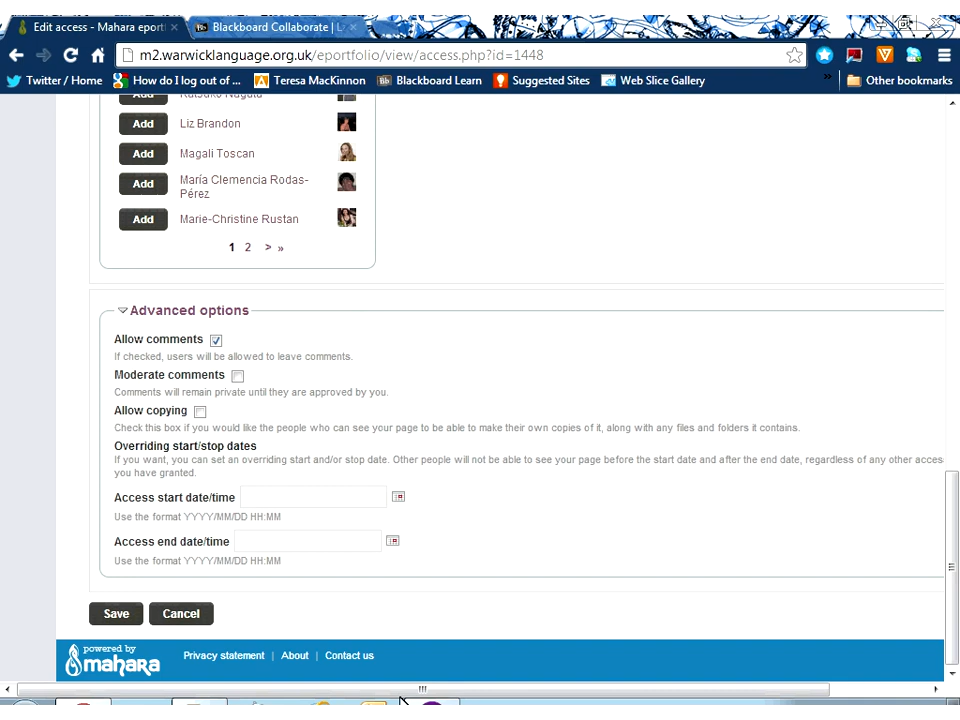 Edit access - Mahara eportf
Blackboard Collaborate | L
m2.warwicklanguage.org.uk/eportfolio/view/access.php?id=1448
Twitter / Home
How do I log out of ...
Teresa MacKinnon
Blackboard Learn
Suggested Sites
Web Slice Gallery
»
Other bookmarks
Add Katsuko Nagata
Add Liz Brandon
Add Magali Toscan
Add María Clemencia Rodas-
Pérez
Add Marie-Christine Rustan
1 2 > »
Advanced options
Allow comments
If checked, users will be allowed to leave comments.
Moderate comments
Comments will remain private until they are approved by you.
Allow copying
Check this box if you would like the people who can see your page to be able to make their own copies of it, along with any files and folders it contains.
Overriding start/stop dates
If you want, you can set an overriding start and/or stop date. Other people will not be able to see your page before the start date and after the end date, regardless of any other acces
you have granted.
Access start date/time
Use the format YYYY/MM/DD HH:MM
Access end date/time
Use the format YYYY/MM/DD HH:MM
Save Cancel
powered by
mahara
Privacy statement | About | Contact us